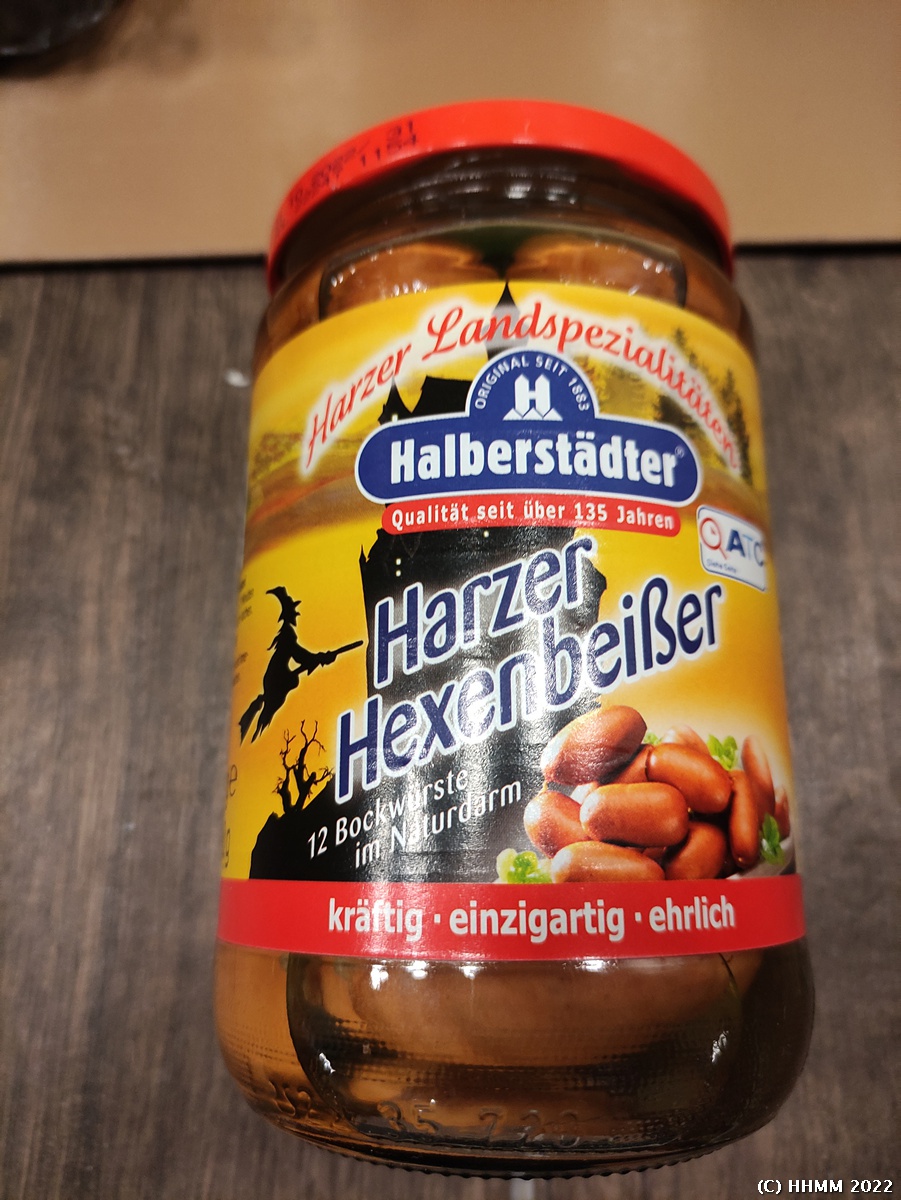 Harzer Landspezialitäten
ORIGINAL SEIT 1883
H
Halberstädter®
Qualität seit über 135 Jahren
QATC
Harzer
Hexenbeißer
12 Bockwürste
im Naturdarm
kräftig · einzigartig · ehrlich
(C) HHMM 2022